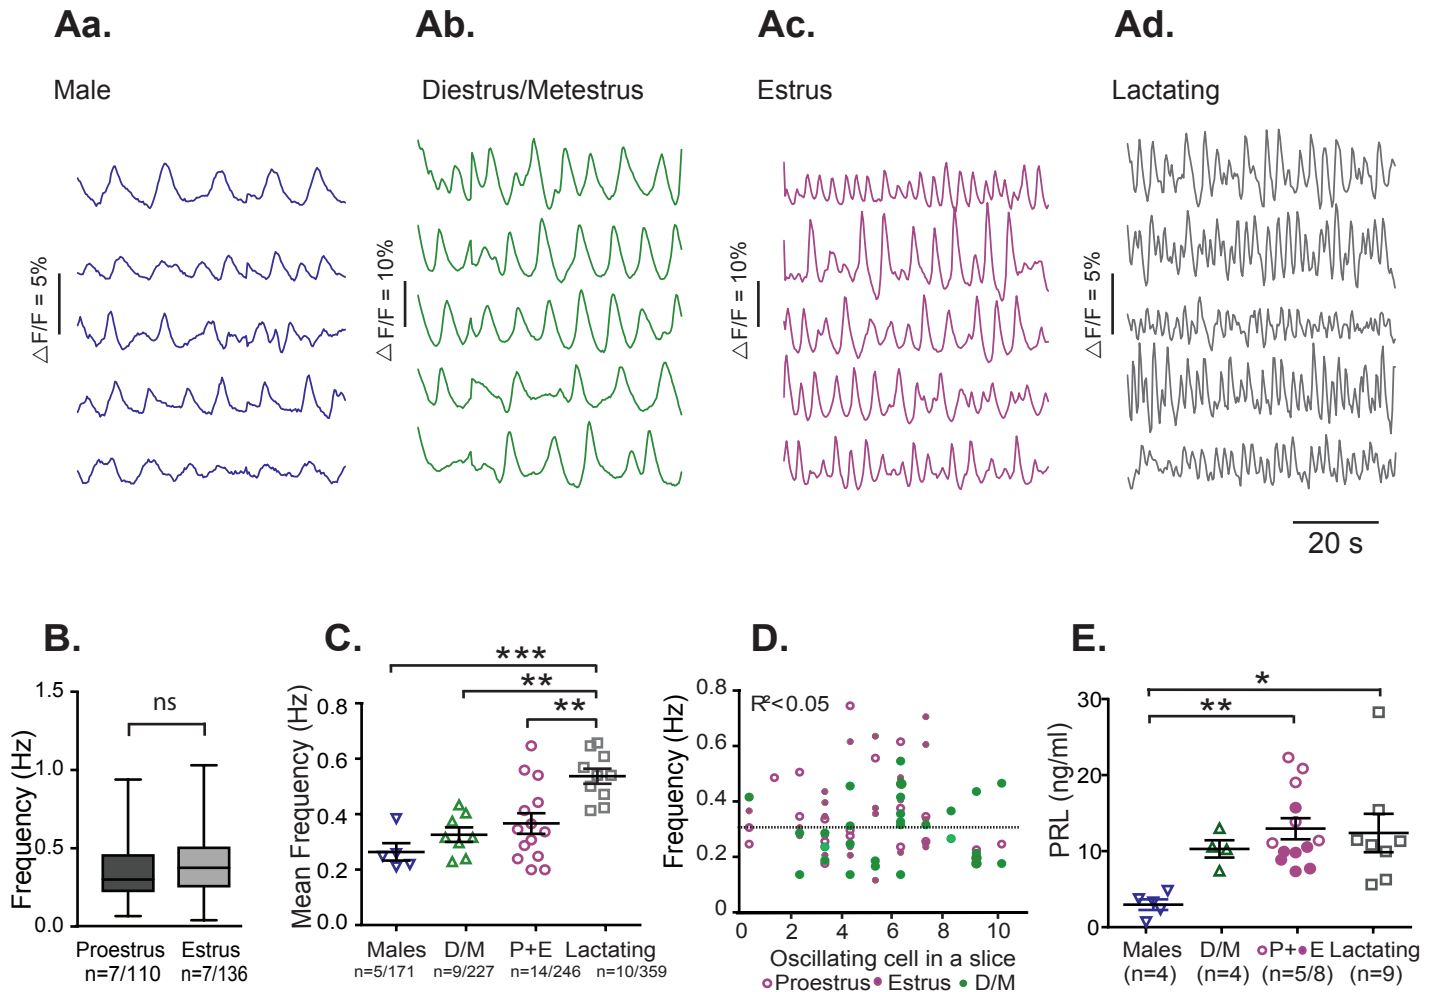 Aa.
Ab.
Ac.
Ad.
Male
Diestrus/Metestrus
Estrus
Lactating
△F/F = 5%
△F/F = 10%
△F/F = 10%
△F/F = 5%
20 s
B.
C.
D.
E.
Frequency (Hz)
1.5
1.0
0.5
0.0
ns
Proestrus
Estrus
n=7/110
n=7/136
Mean Frequency (Hz)
0.8
0.6
0.4
0.2
0.0
***
**
**
Males
D/M
P+E
Lactating
n=5/171
n=9/227
n=14/246
n=10/359
Frequency (Hz)
0.8
0.6
0.4
0.2
0
R²<0.05
0
2
4
6
8
10
Oscillating cell in a slice
Proestrus
Estrus
D/M
PRL (ng/ml)
30
20
10
0
*
**
Males
D/M
P+
E
Lactating
(n=4)
(n=4)
(n=5/8)
(n=9)